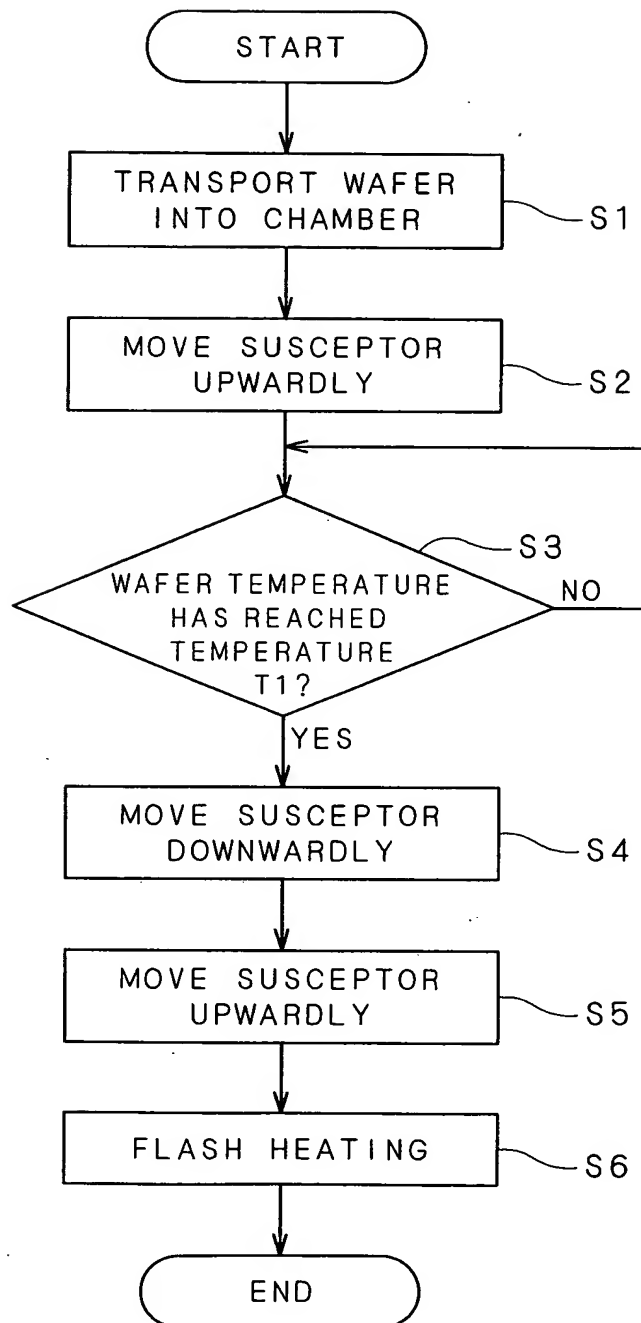 START
TRANSPORT WAFER
INTO CHAMBER
S1
MOVE SUSCEPTOR
UPWARDLY
S2
S3
WAFER TEMPERATURE
HAS REACHED
TEMPERATURE
T1?
NO
YES
MOVE SUSCEPTOR
DOWNWARDLY
S4
MOVE SUSCEPTOR
UPWARDLY
S5
FLASH HEATING
S6
END